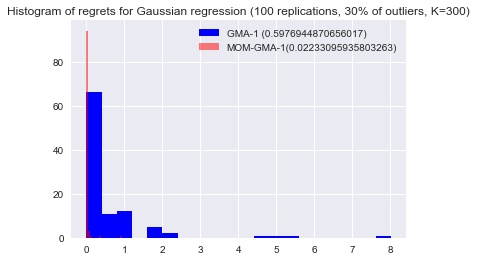 Histogram of regrets for Gaussian regression (100 replications, 30% of outliers, K=300)
GMA-1 (0.5976944870656017)
MOM-GMA-1(0.02233095935803263)
80
60
40
20
0
0 1 2 3 4 5 6 7 8